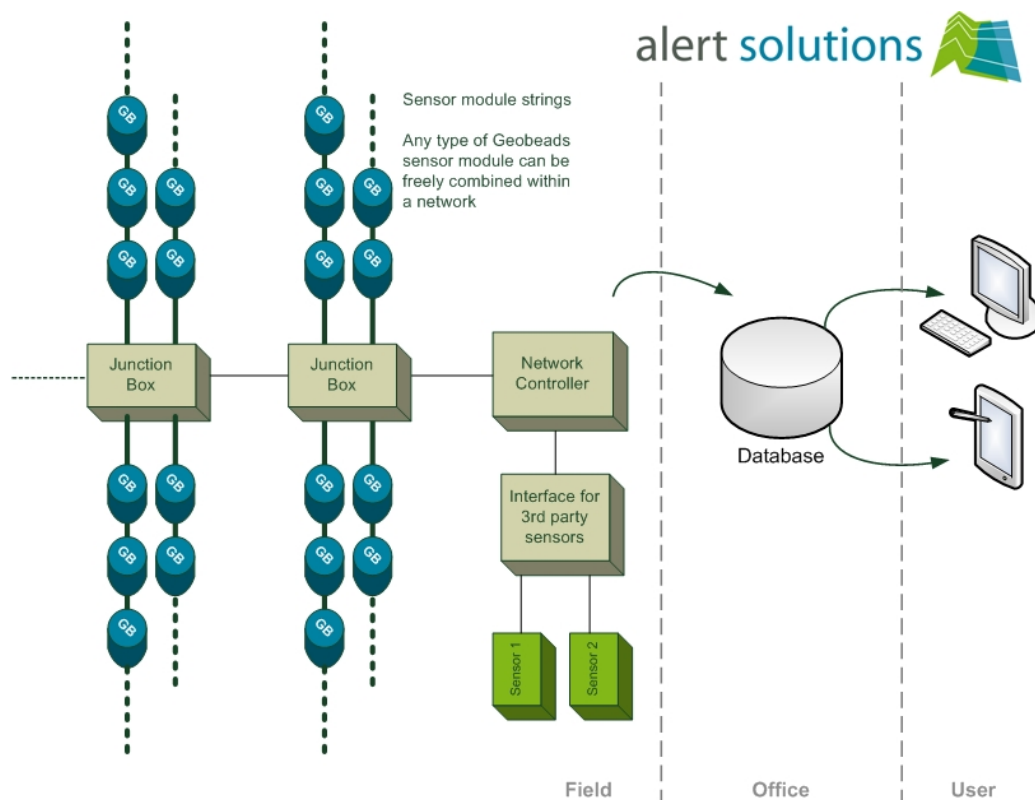 alert solutions
Sensor module strings
Any type of Geobeads
sensor module can be
freely combined within
a network
GB
GB
GB
GB
GB
GB
GB
GB
GB
GB
Junction
Box
Junction
Box
Network
Controller
Database
GB
GB
GB
GB
GB
GB
GB
GB
GB
GB
Interface for
3rd party
sensors
Sensor 1
Sensor 2
Field
Office
User